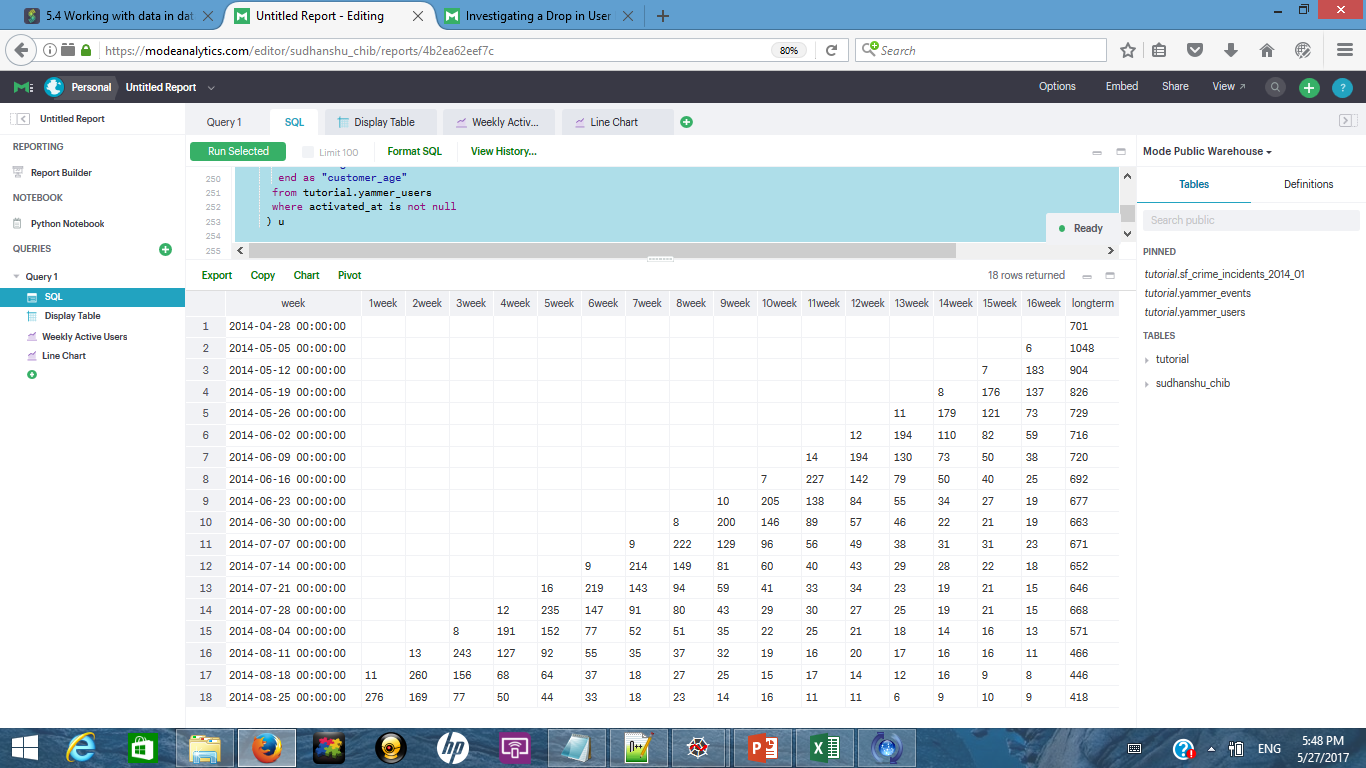 5.4 Working with data in dat
Untitled Report - Editing
Investigating a Drop in User
https://modeanalytics.com/editor/sudhanshu_chib/reports/4b2ea62eef7c
80%
Search
Personal
Untitled Report
Options
Embed
Share
View
?
Untitled Report
REPORTING
Report Builder
NOTEBOOK
Python Notebook
QUERIES
Query 1
SQL
Display Table
Weekly Active Users
Line Chart
Query 1
SQL
Display Table
Weekly Activ...
Line Chart
Run Selected
Limit 100
Format SQL
View History...
250 end as "customer_age"
251 from tutorial.yammer_users
252 where activated_at is not null
253 ) u
254
255
Ready
Export
Copy
Chart
Pivot
18 rows returned
week 1week 2week 3week 4week 5week 6week 7week 8week 9week 10week 11week 12week 13week 14week 15week 16week longterm
1 2014-04-28 00:00:00 701
2 2014-05-05 00:00:00 6 1048
3 2014-05-12 00:00:00 7 183 904
4 2014-05-19 00:00:00 8 176 137 826
5 2014-05-26 00:00:00 11 179 121 73 729
6 2014-06-02 00:00:00 12 194 110 82 59 716
7 2014-06-09 00:00:00 14 194 130 73 50 38 720
8 2014-06-16 00:00:00 7 227 142 79 50 40 25 692
9 2014-06-23 00:00:00 10 205 138 84 55 34 27 19 677
10 2014-06-30 00:00:00 8 200 146 89 57 46 22 21 19 663
11 2014-07-07 00:00:00 9 222 129 96 56 49 38 31 31 23 671
12 2014-07-14 00:00:00 9 214 149 81 60 40 43 29 28 22 18 652
13 2014-07-21 00:00:00 16 219 143 94 59 41 33 34 23 19 21 15 646
14 2014-07-28 00:00:00 12 235 147 91 80 43 29 30 27 25 19 21 15 668
15 2014-08-04 00:00:00 8 191 152 77 52 51 35 22 25 21 18 14 16 13 571
16 2014-08-11 00:00:00 13 243 127 92 55 35 37 32 19 16 20 17 16 16 11 466
17 2014-08-18 00:00:00 11 260 156 68 64 37 18 27 25 15 17 14 12 16 9 8 446
18 2014-08-25 00:00:00 276 169 77 50 44 33 18 23 14 16 11 11 6 9 10 9 418
Mode Public Warehouse
Tables
Definitions
Search public
PINNED
tutorial.sf_crime_incidents_2014_01
tutorial.yammer_events
tutorial.yammer_users
TABLES
tutorial
sudhanshu_chib
ENG
5:48 PM
5/27/2017